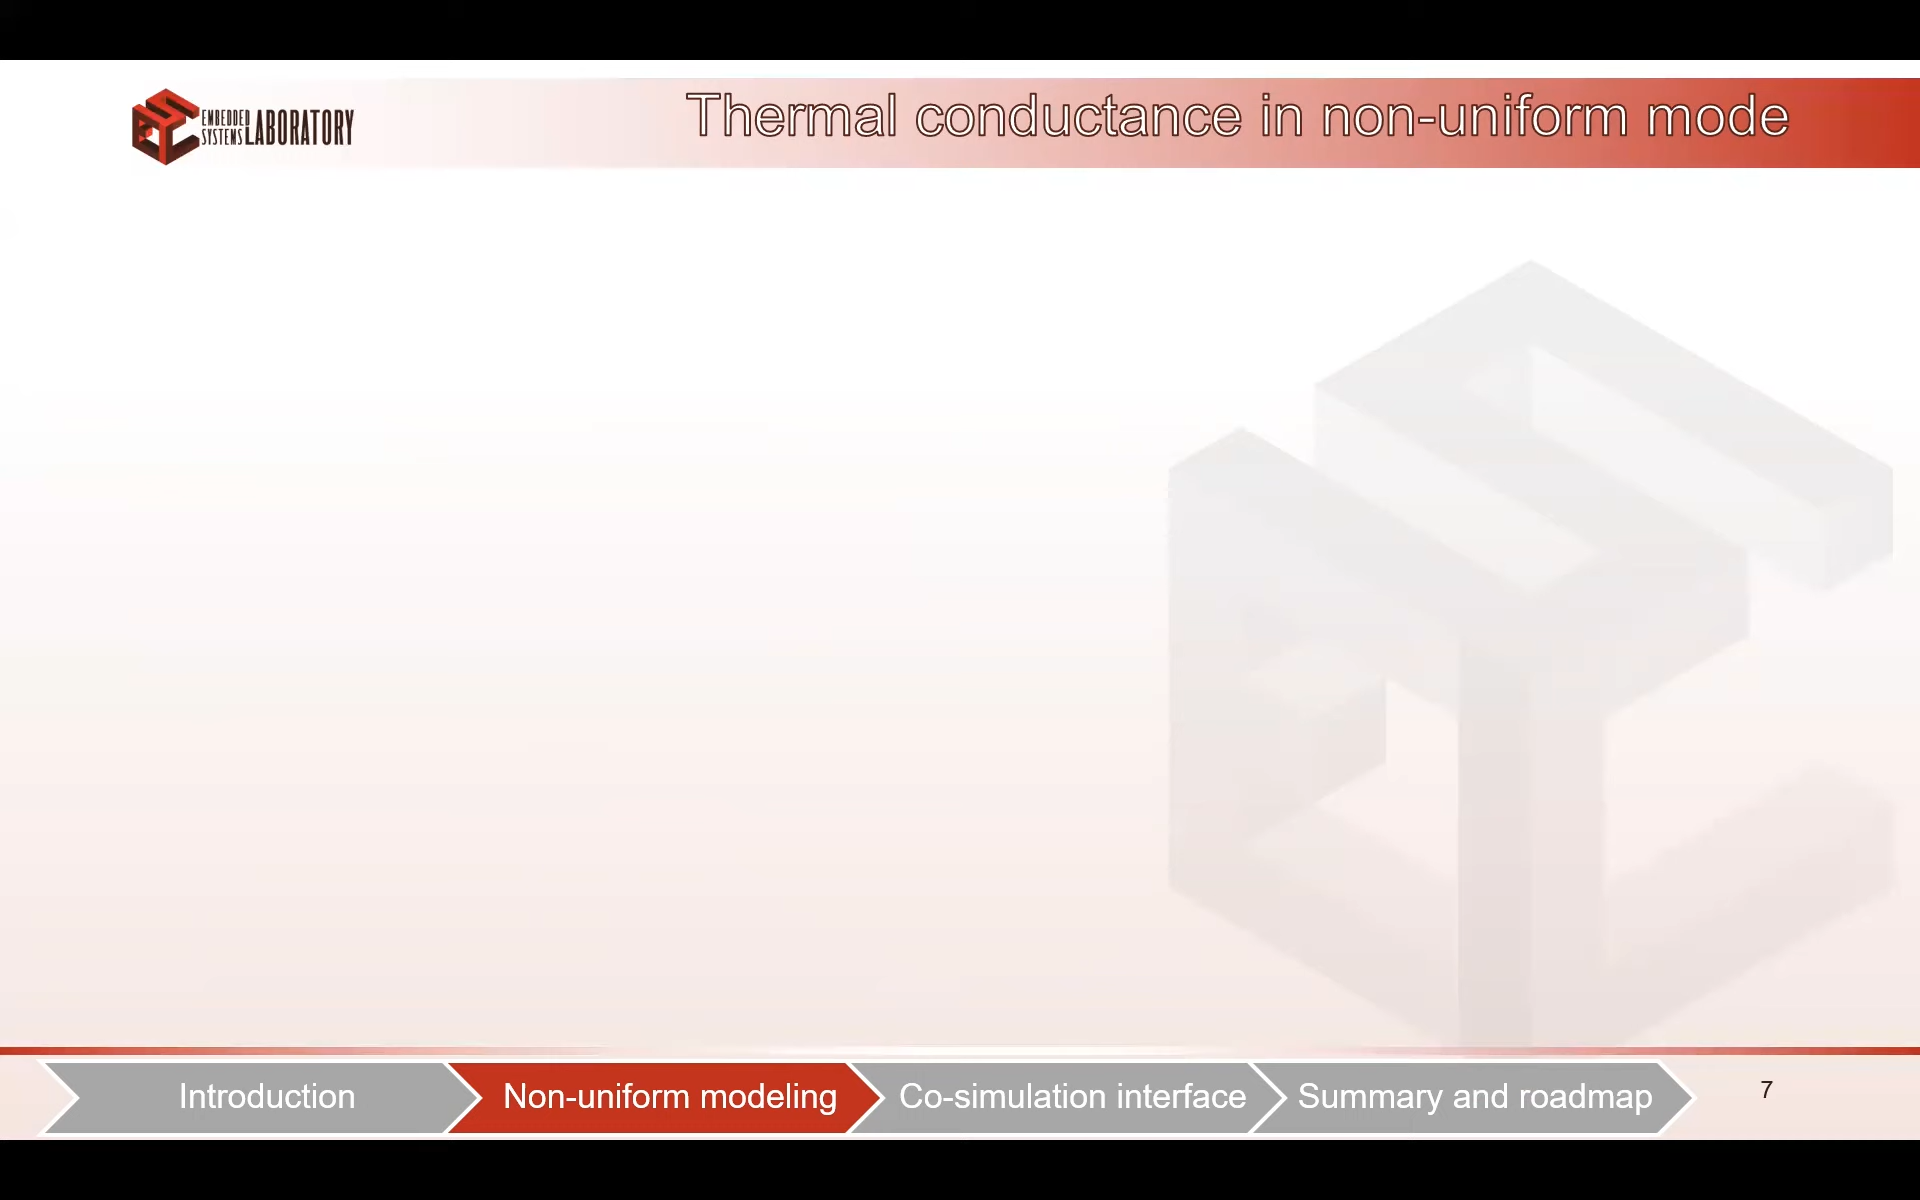 EMBEDDED
SYSTEMS LABORATORY
Thermal conductance in non-uniform mode
Introduction
Non-uniform modeling
Co-simulation interface
Summary and roadmap
7